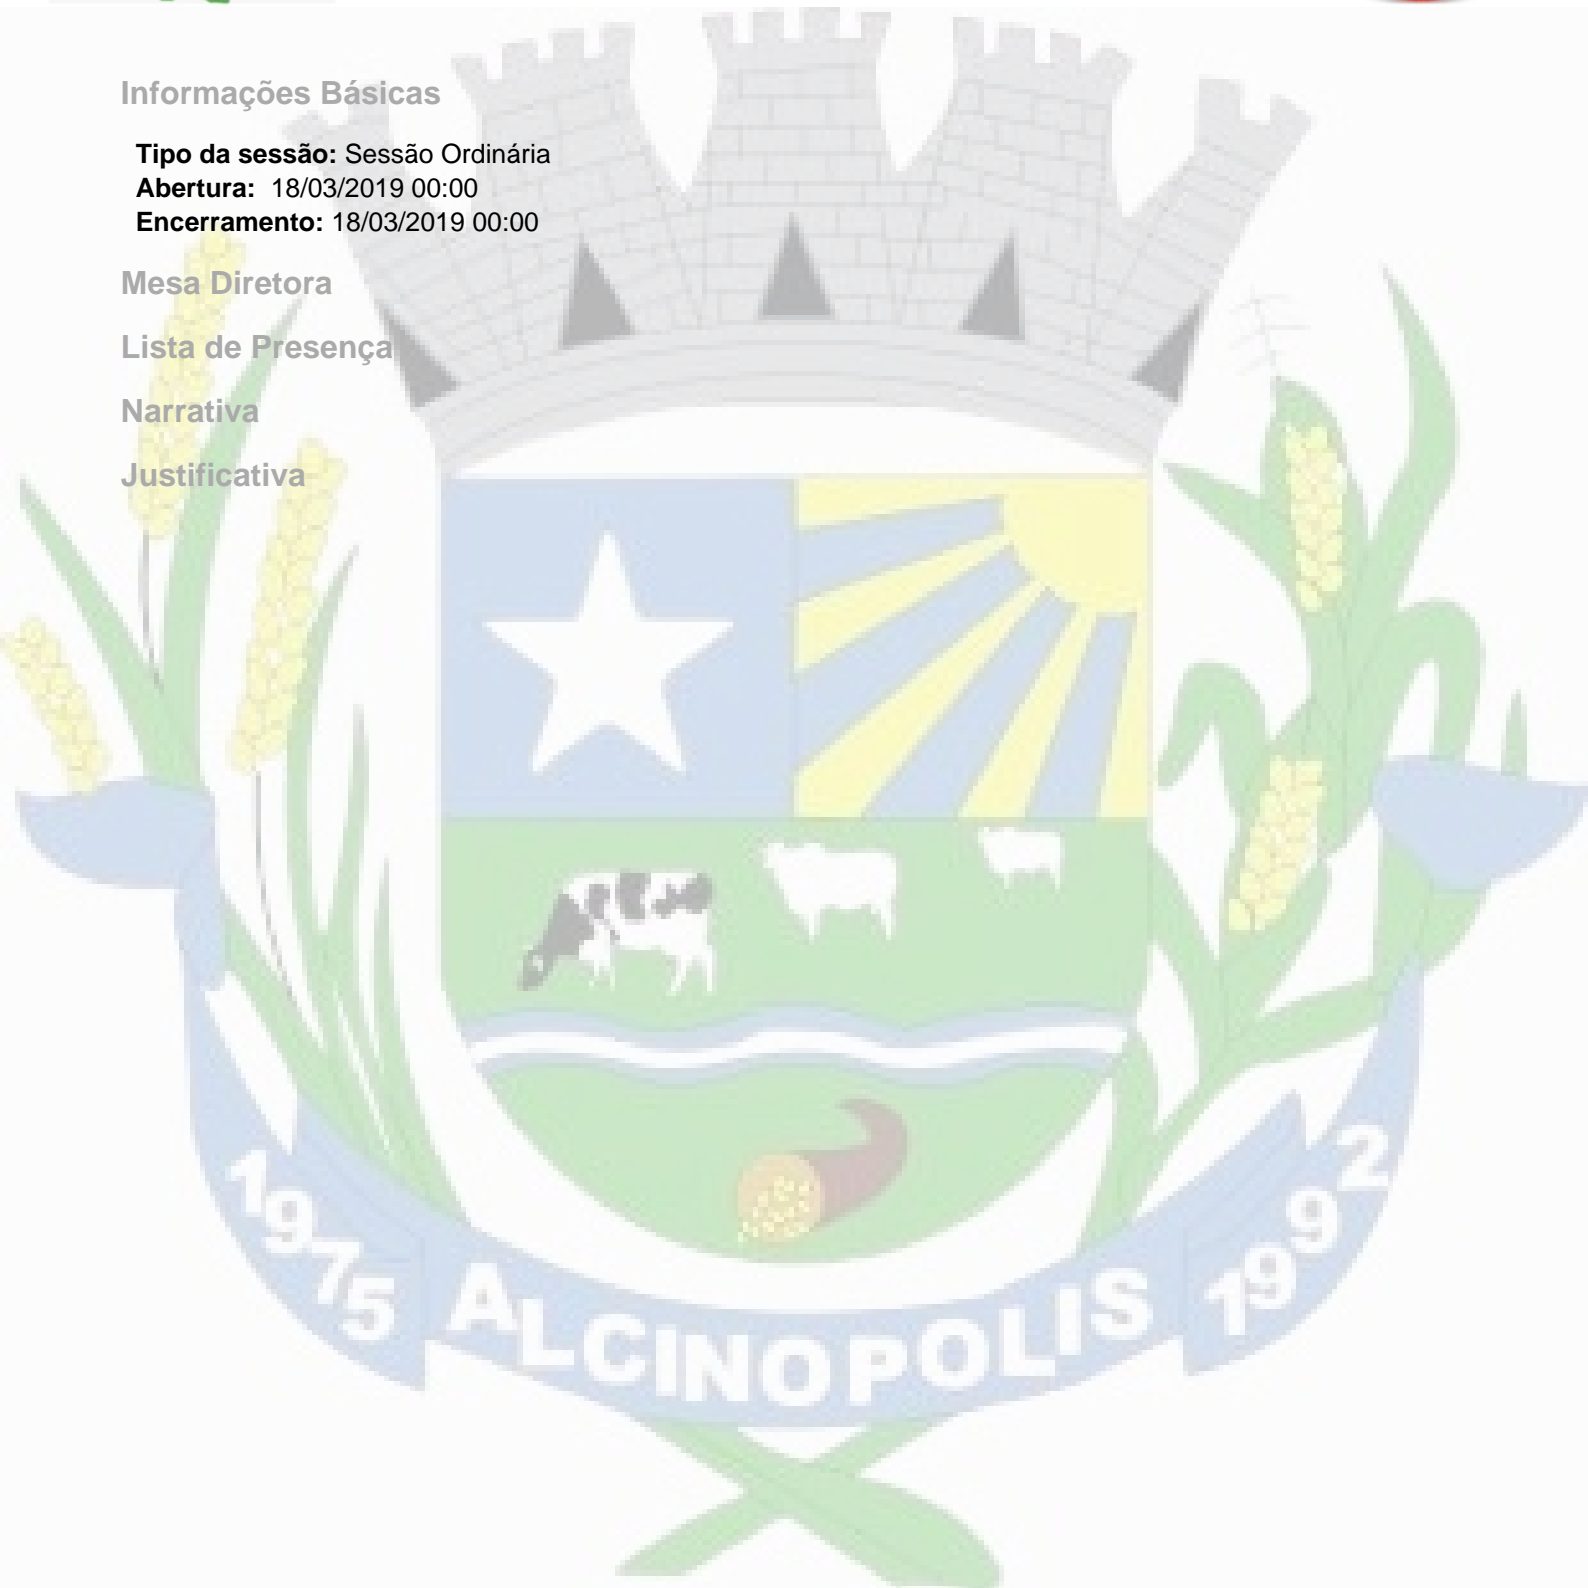 Informações Básicas
Tipo da sessão: Sessão Ordinária
Abertura: 18/03/2019 00:00
Encerramento: 18/03/2019 00:00
Mesa Diretora
Lista de Presença
Narrativa
Justificativa
1975 ALCINOPOLIS 1992